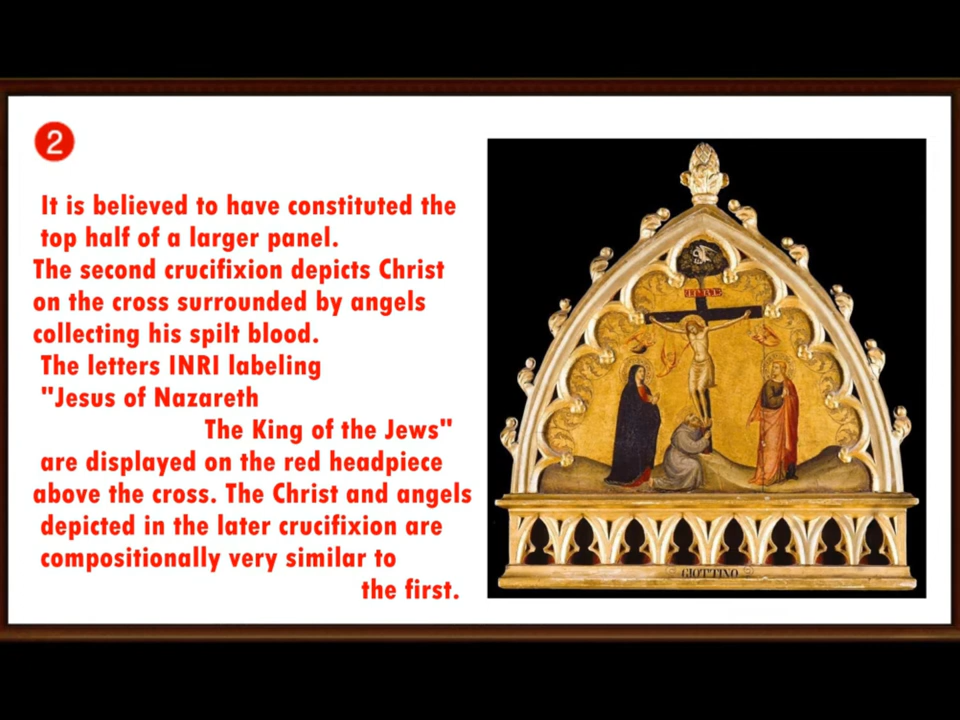 2
It is believed to have constituted the
top half of a larger panel.
The second crucifixion depicts Christ
on the cross surrounded by angels
collecting his spilt blood.
The letters INRI labeling
"Jesus of Nazareth
The King of the Jews"
are displayed on the red headpiece
above the cross. The Christ and angels
depicted in the later crucifixion are
compositionally very similar to
the first.
GIOTTINO